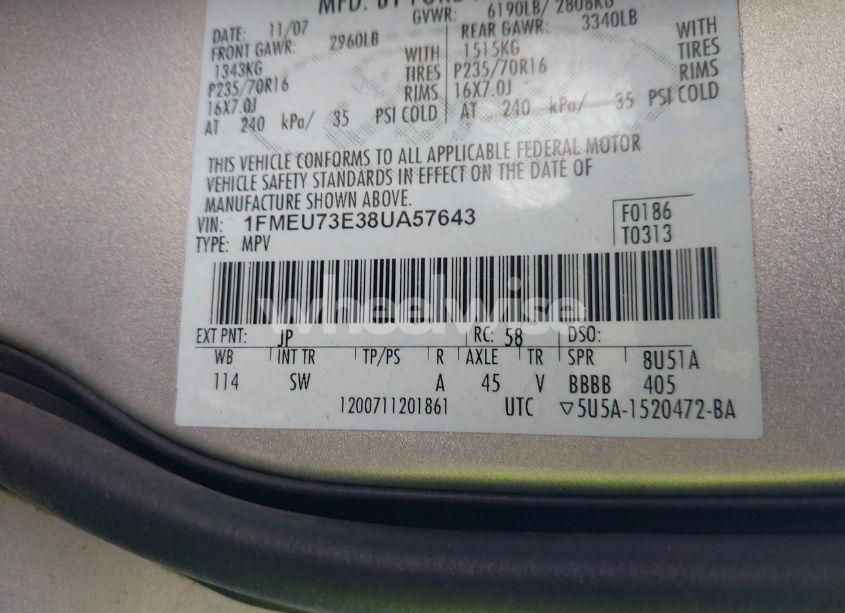 MFD. BY FORD
GVWR: 6190LB/ 2808KG
DATE: 11/07
FRONT GAWR: 2960LB
1343KG WITH
P235/70R16 TIRES
16X7.0J RIMS
AT 240 kPa/ 35 PSI COLD
REAR GAWR: 3340LB
1515KG WITH
P235/70R16 TIRES
16X7.0J RIMS
AT 240 kPa/ 35 PSI COLD
THIS VEHICLE CONFORMS TO ALL APPLICABLE FEDERAL MOTOR
VEHICLE SAFETY STANDARDS IN EFFECT ON THE DATE OF
MANUFACTURE SHOWN ABOVE.
VIN: 1FMEU73E38UA57643
TYPE: MPV
F0186
T0313
wheelwise
EXT PNT: JP RC: 58 DSO:
WB INT TR TP/PS R AXLE TR SPR 8U51A
114 SW A 45 V BBBB 405
1200711201861 UTC ▽5U5A-1520472-BA